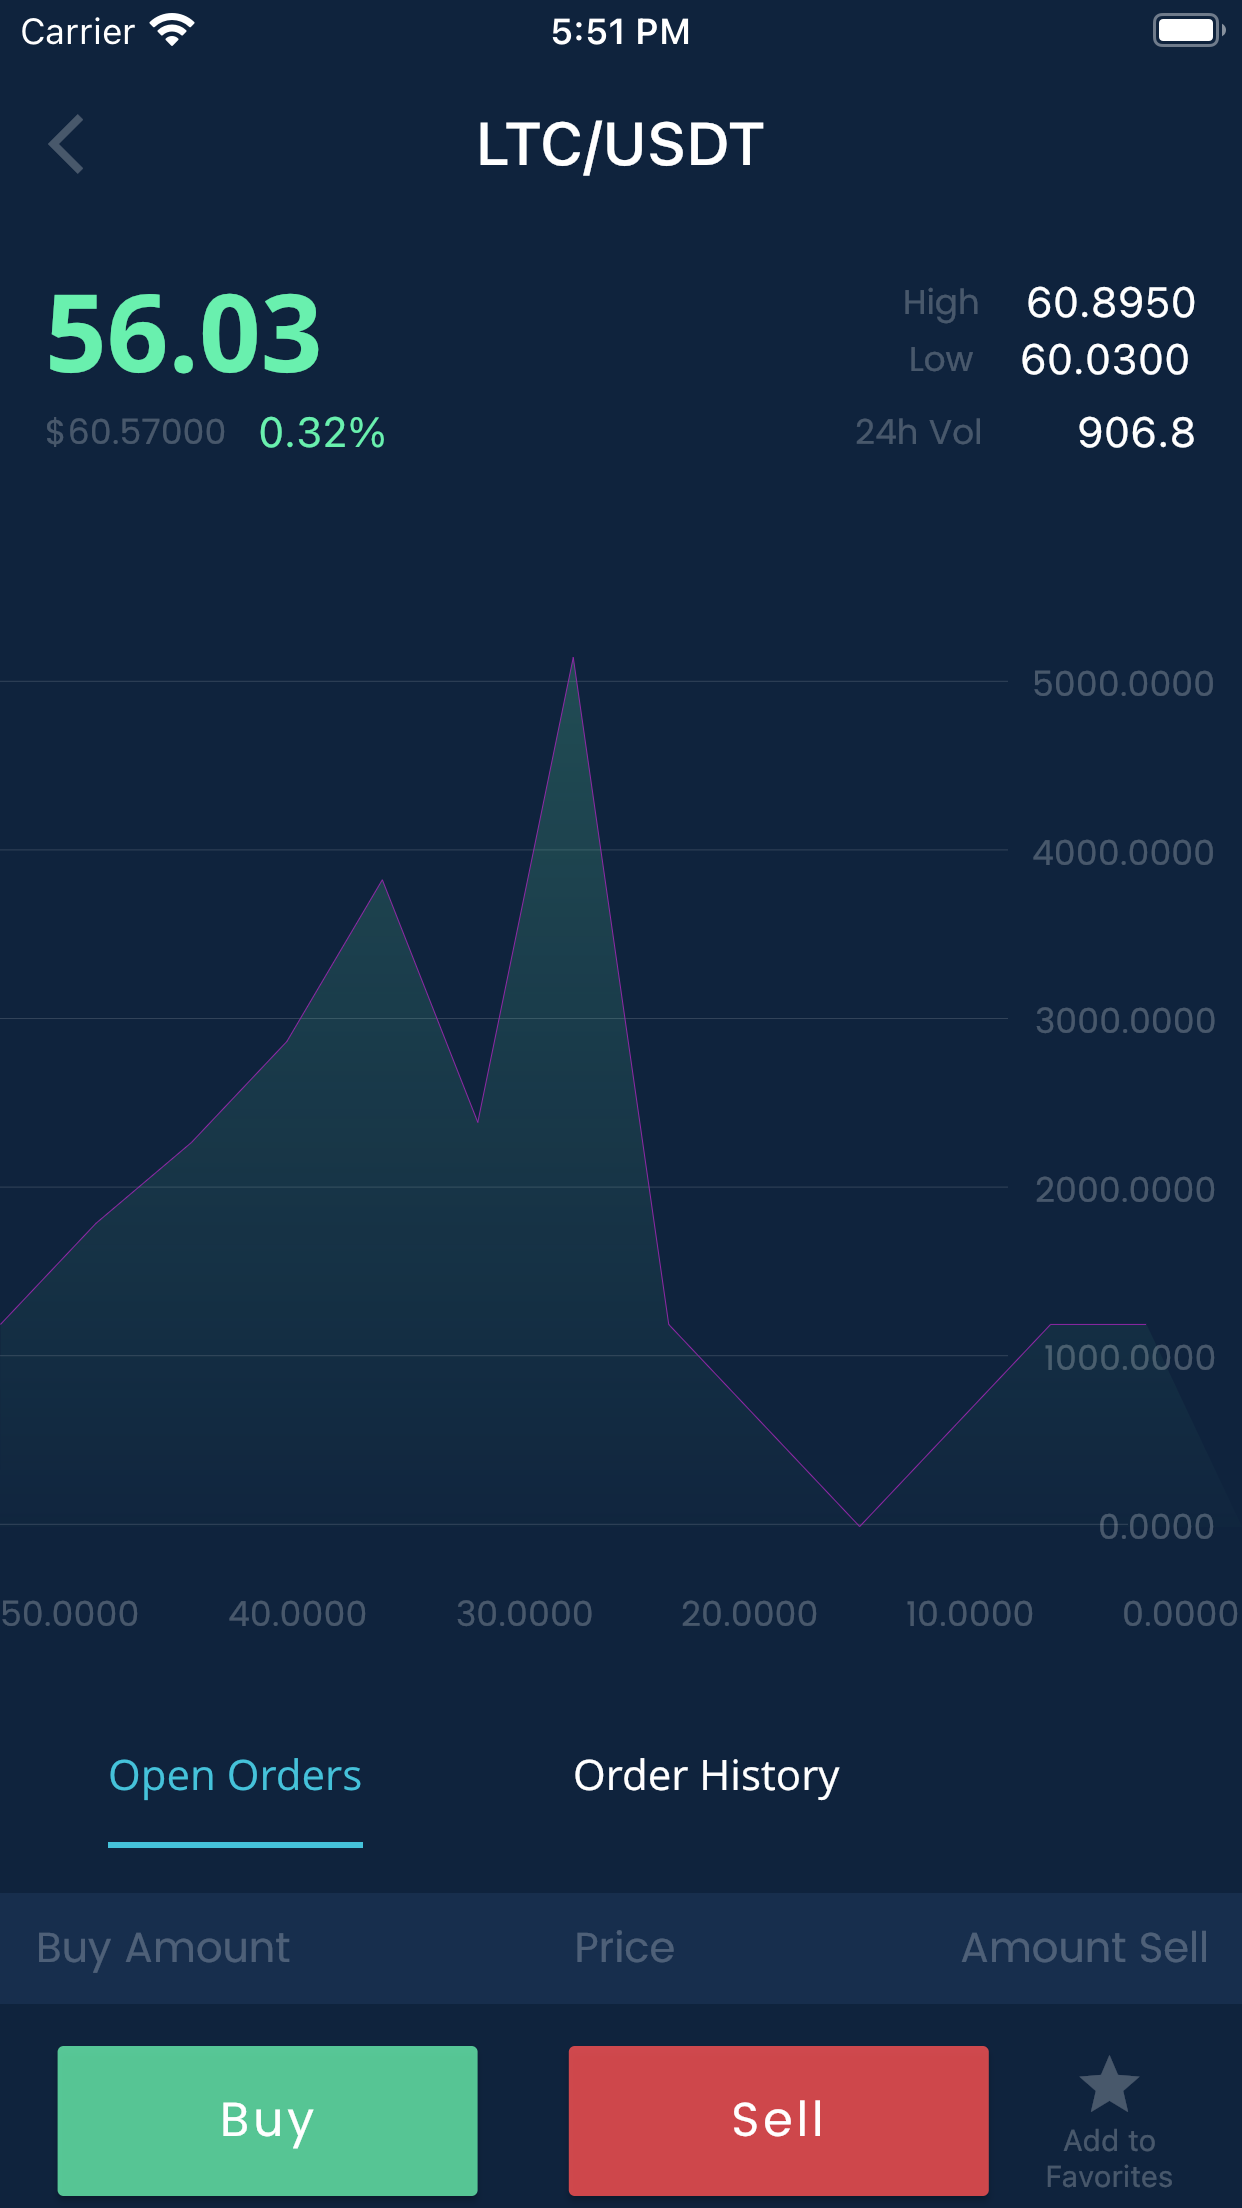 Carrier 5:51 PM
LTC/USDT
56.03
High 60.8950
Low 60.0300
$60.57000 0.32%
24h Vol 906.8
5000.0000
4000.0000
3000.0000
2000.0000
1000.0000
0.0000
50.0000 40.0000 30.0000 20.0000 10.0000 0.0000
Open Orders Order History
Buy Amount Price Amount Sell
Buy Sell
Add to
Favorites